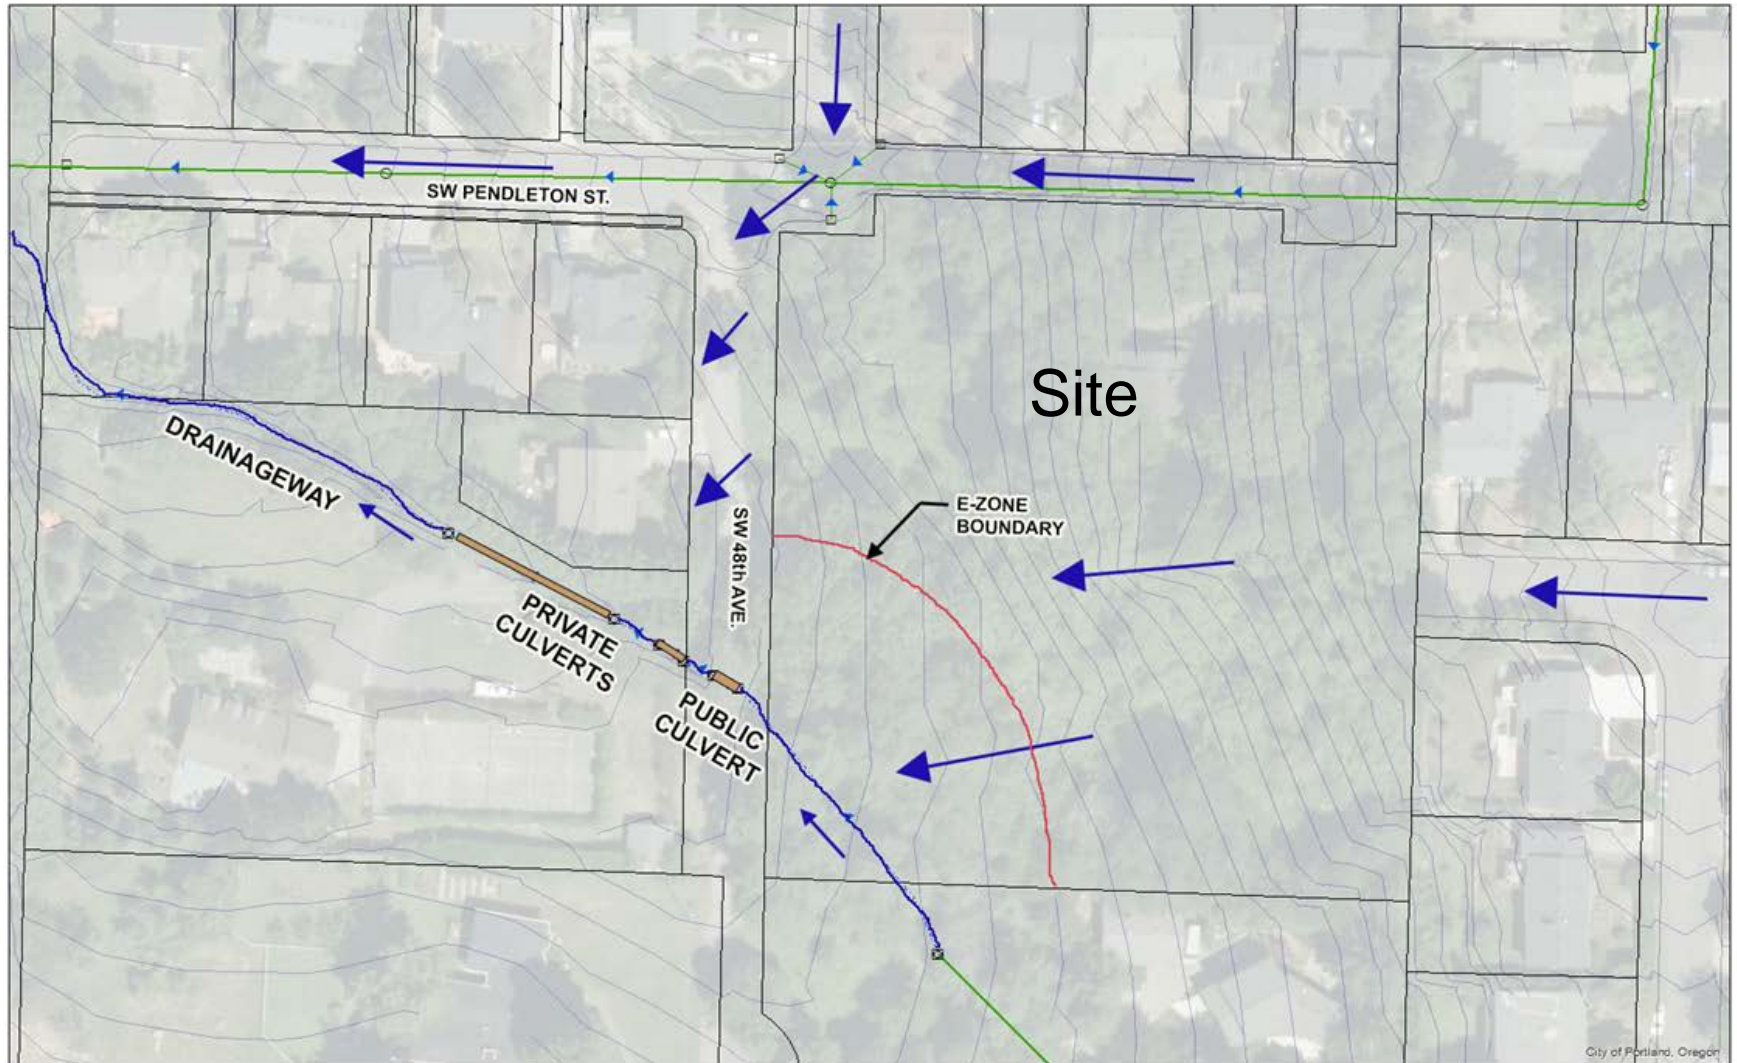 SW PENDLETON ST.
Site
DRAINAGEWAY
E-ZONE
BOUNDARY
SW 48th AVE.
PRIVATE
CULVERTS
PUBLIC
CULVERT
City of Portland, Oregon